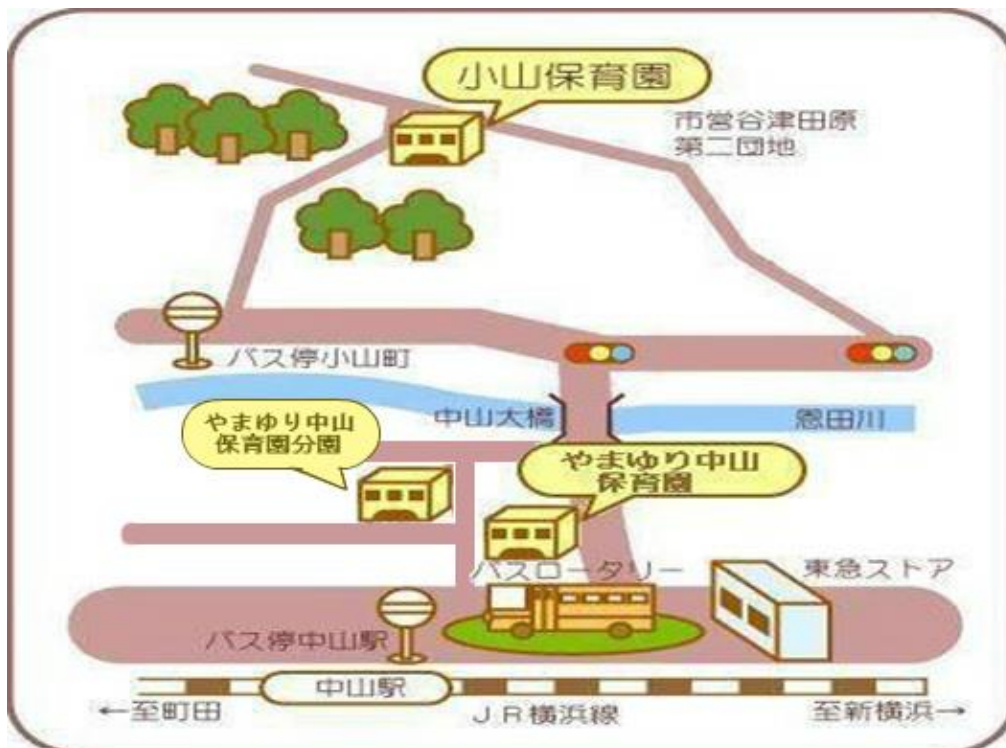 小山保育園
市営谷津田原
第二団地
バス停小山町
中山大橋
恩田川
やまゆり中山
保育園分園
やまゆり中山
保育園
バスロータリー
東急ストア
バス停中山駅
中山駅
←至町田
JR横浜線
至新横浜→